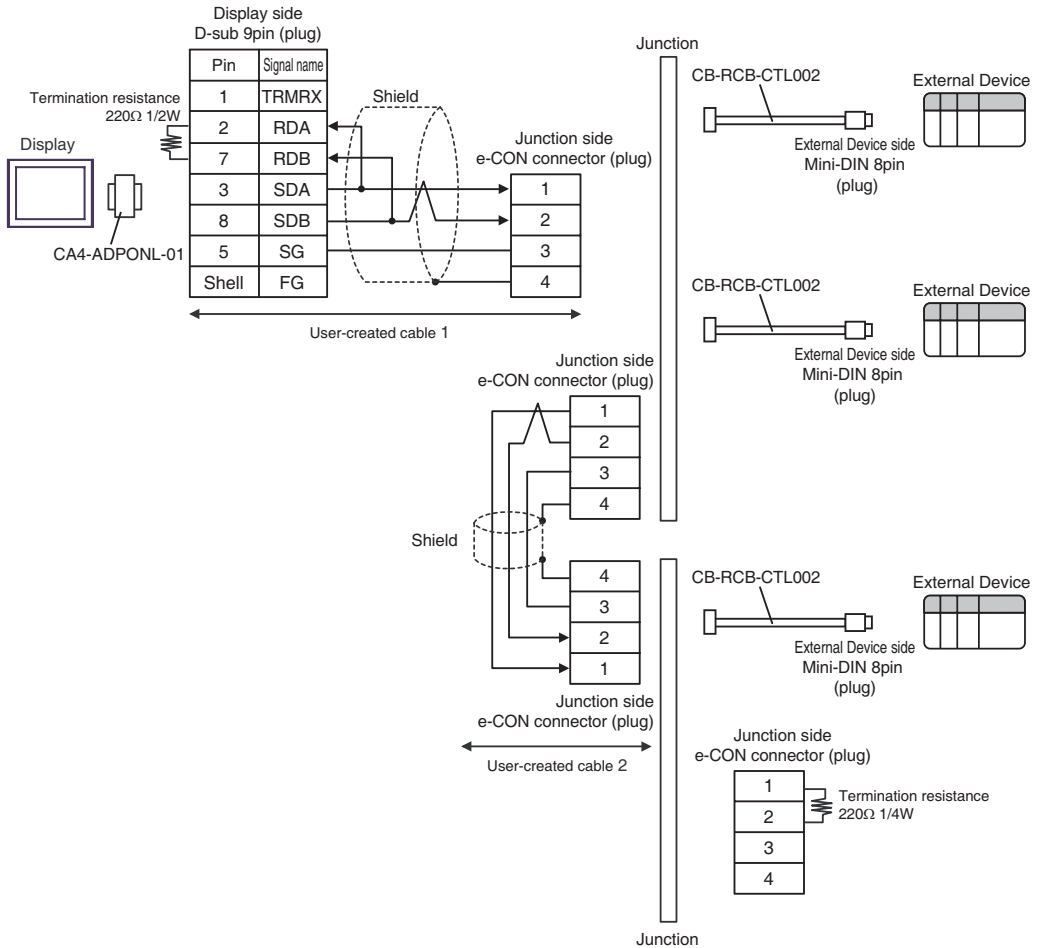 Display side
D-sub 9pin (plug)
Pin Signal name
1 TRMRX
2 RDA
7 RDB
3 SDA
8 SDB
5 SG
Shell FG
Termination resistance
220Ω 1/2W
Display
CA4-ADPONL-01
Shield
Junction side
e-CON connector (plug)
1
2
3
4
User-created cable 1
Junction
CB-RCB-CTL002
External Device
External Device side
Mini-DIN 8pin
(plug)
CB-RCB-CTL002
External Device
External Device side
Mini-DIN 8pin
(plug)
Junction side
e-CON connector (plug)
1
2
3
4
Shield
4
3
2
1
Junction side
e-CON connector (plug)
User-created cable 2
CB-RCB-CTL002
External Device
External Device side
Mini-DIN 8pin
(plug)
Junction side
e-CON connector (plug)
1
2
3
4
Termination resistance
220Ω 1/4W
Junction